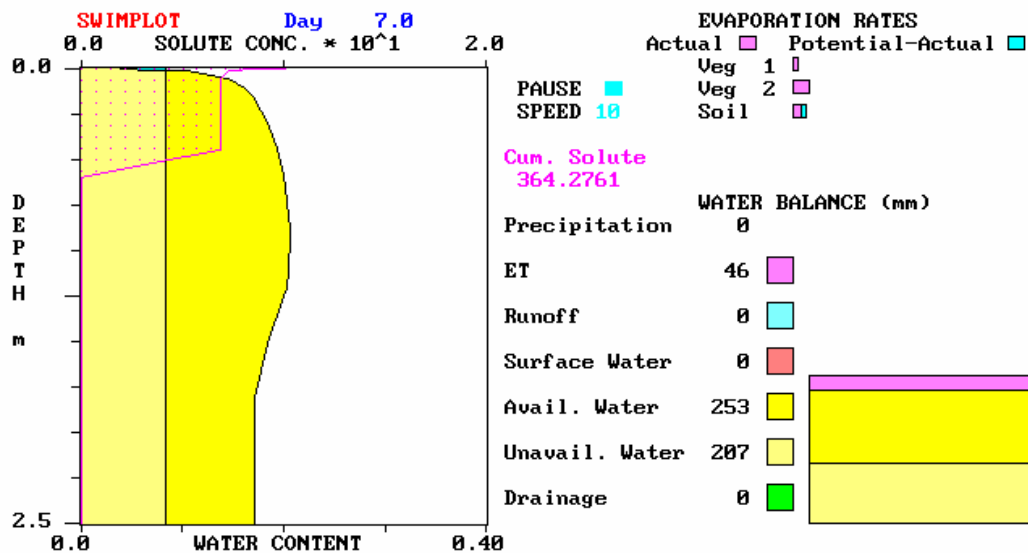 SWIMPLOT Day 7.0
0.0 SOLUTE CONC. * 10^1 2.0
0.0
DEPTH m
2.5
0.0 WATER CONTENT 0.40
EVAPORATION RATES
Actual Potential-Actual
Veg 1
Veg 2
Soil
PAUSE
SPEED 10
Cum. Solute
364.2761
WATER BALANCE (mm)
Precipitation 0
ET 46
Runoff 0
Surface Water 0
Avail. Water 253
Unavail. Water 207
Drainage 0